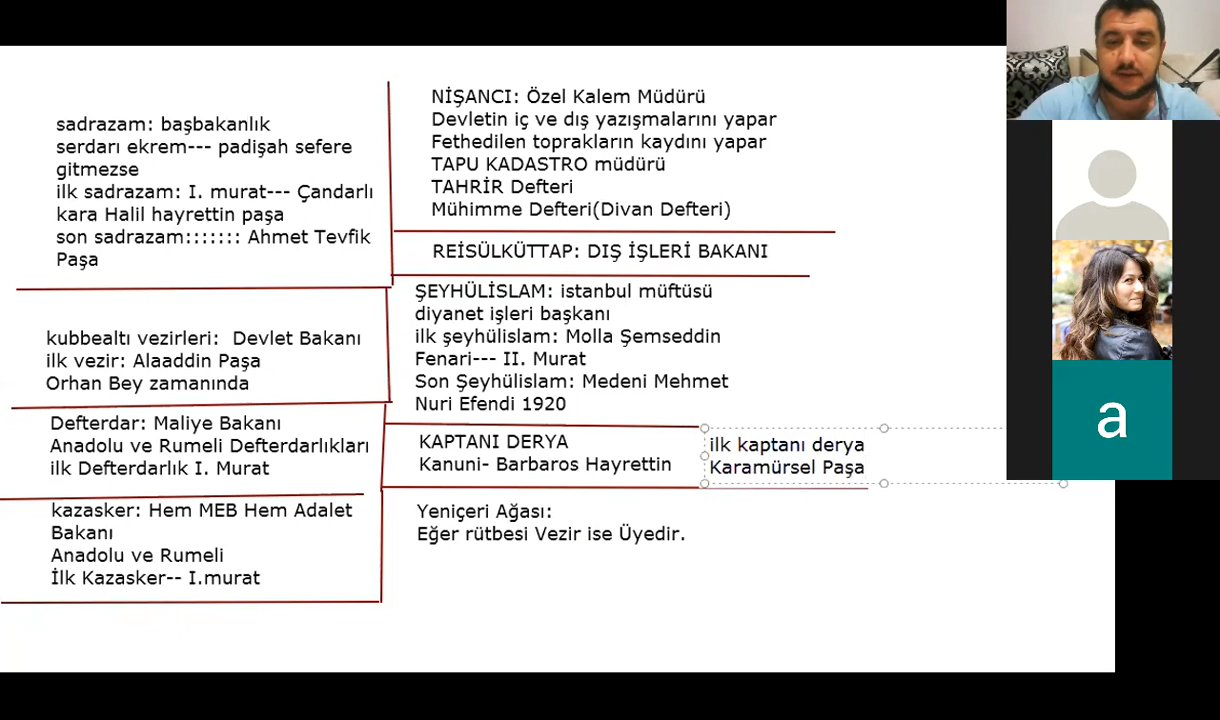 sadrazam: başbakanlık
serdarı ekrem--- padişah sefere
gitmezse
ilk sadrazam: I. murat--- Çandarlı
kara Halil hayrettin paşa
son sadrazam::::::: Ahmet Tevfik
Paşa
kubbealtı vezirleri: Devlet Bakanı
ilk vezir: Alaaddin Paşa
Orhan Bey zamanında
Defterdar: Maliye Bakanı
Anadolu ve Rumeli Defterdarlıkları
ilk Defterdarlık I. Murat
kazasker: Hem MEB Hem Adalet
Bakanı
Anadolu ve Rumeli
İlk Kazasker-- I.murat
NİŞANCI: Özel Kalem Müdürü
Devletin iç ve dış yazışmalarını yapar
Fethedilen toprakların kaydını yapar
TAPU KADASTRO müdürü
TAHRİR Defteri
Mühimme Defteri(Divan Defteri)
REİSÜLKÜTTAP: DIŞ İŞLERİ BAKANI
ŞEYHÜLİSLAM: istanbul müftüsü
diyanet işleri başkanı
ilk şeyhülislam: Molla Şemseddin
Fenari--- II. Murat
Son Şeyhülislam: Medeni Mehmet
Nuri Efendi 1920
KAPTANI DERYA
Kanuni- Barbaros Hayrettin
ilk kaptanı derya
Karamürsel Paşa
Yeniçeri Ağası:
Eğer rütbesi Vezir ise Üyedir.
a